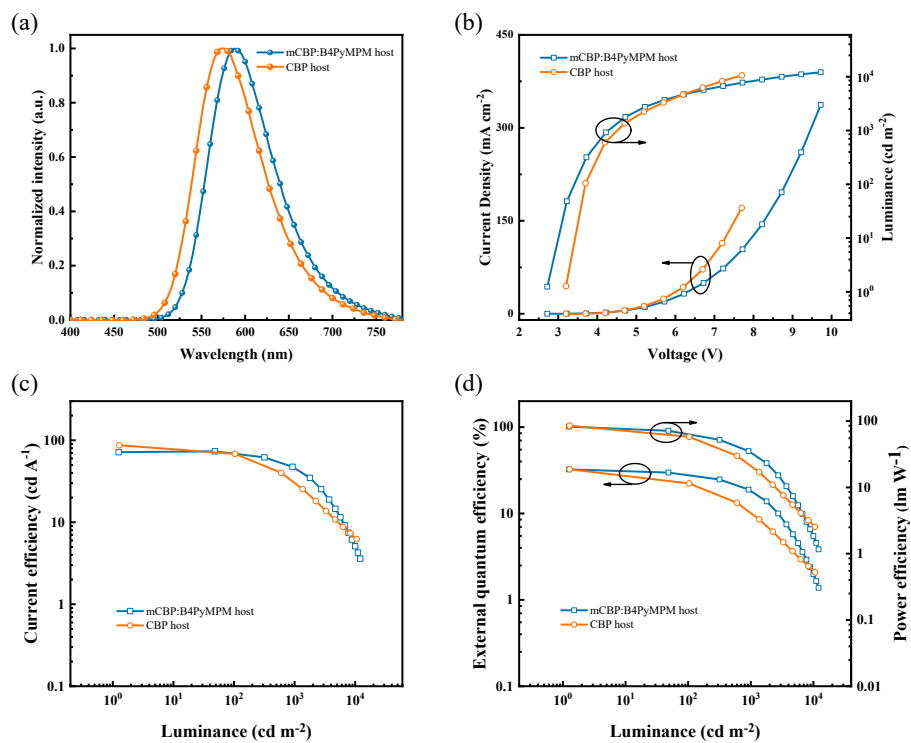 (a)
mCBP:B4PyMPM host
CBP host
Normalized intensity (a.u.)
1.0
0.8
0.6
0.4
0.2
0.0
400 450 500 550 600 650 700 750
Wavelength (nm)
(b)
mCBP:B4PyMPM host
CBP host
Current Density (mA cm⁻²)
450
375
300
225
150
75
0
10⁴
10³
10²
10¹
10⁰
Luminance (cd m⁻²)
2 3 4 5 6 7 8 9 10
Voltage (V)
(c)
Current efficiency (cd A⁻¹)
100
10
1
0.1
mCBP:B4PyMPM host
CBP host
10⁰ 10¹ 10² 10³ 10⁴
Luminance (cd m⁻²)
(d)
External quantum efficiency (%)
100
10
1
0.1
mCBP:B4PyMPM host
CBP host
100
10
1
0.1
0.01
Power efficiency (lm W⁻¹)
10⁰ 10¹ 10² 10³ 10⁴
Luminance (cd m⁻²)